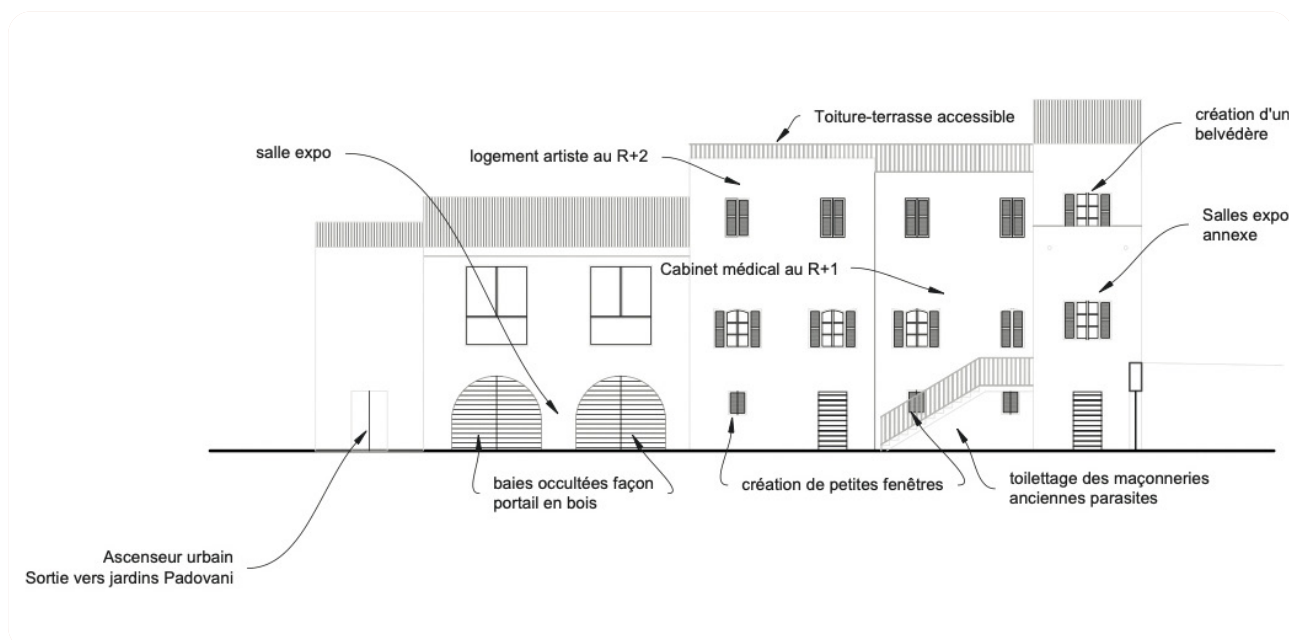 Toiture-terrasse accessible
création d'un
belvédère
salle expo
logement artiste au R+2
Salles expo
annexe
Cabinet médical au R+1
baies occultées façon
portail en bois
création de petites fenêtres
toilettage des maçonneries
anciennes parasites
Ascenseur urbain
Sortie vers jardins Padovani